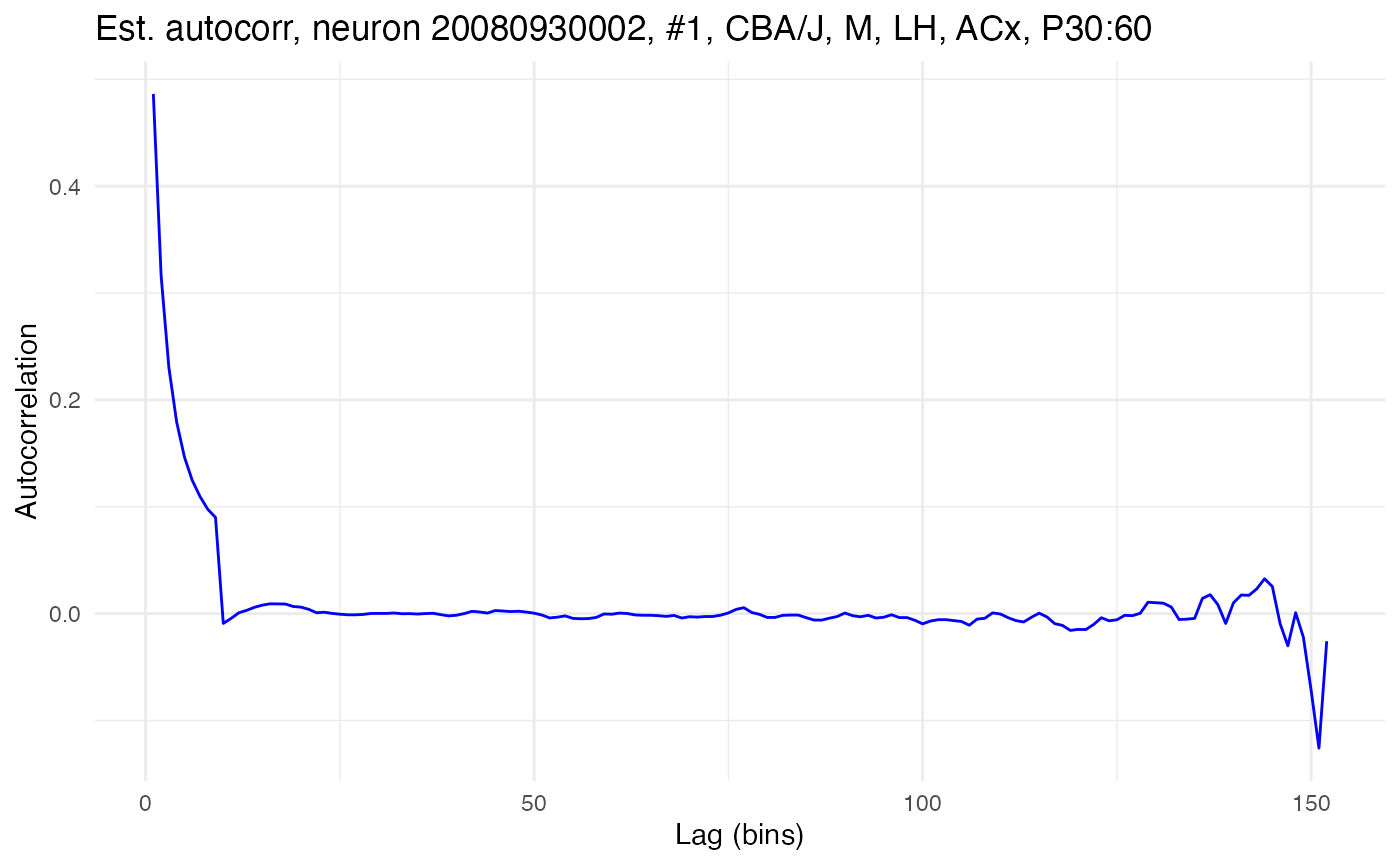 Est. autocorr, neuron 20080930002, #1, CBA/J, M, LH, ACx, P30:60
Autocorrelation
0.4
0.2
0.0
0 50 100 150
Lag (bins)